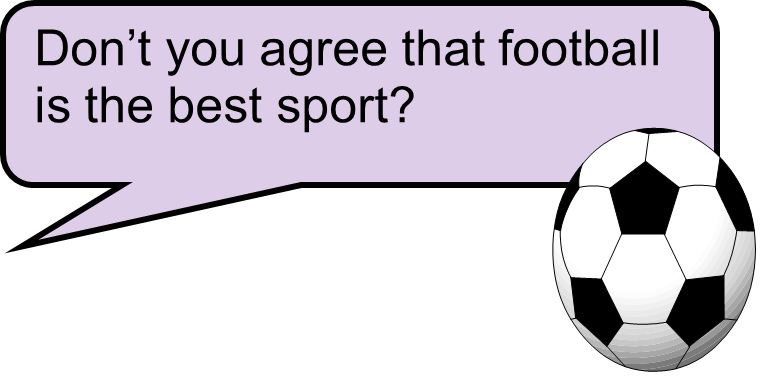 Don’t you agree that football
is the best sport?